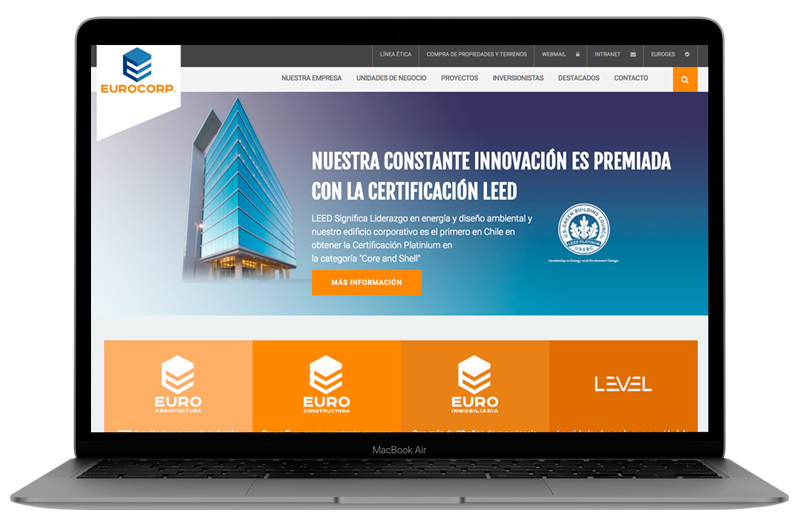 LÍNEA ÉTICA
COMPRA DE PROPIEDADES Y TERRENOS
WEBMAIL
INTRANET
EUROGES
EUROCORP.
NUESTRA EMPRESA
UNIDADES DE NEGOCIO
PROYECTOS
INVERSIONISTAS
DESTACADOS
CONTACTO
NUESTRA CONSTANTE INNOVACIÓN ES PREMIADA
CON LA CERTIFICACIÓN LEED
LEED Significa Liderazgo en energía y diseño ambiental y
nuestro edificio corporativo es el primero en Chile en
obtener la Certificación Platinium en
la categoría "Core and Shell"
U.S. GREEN BUILDING COUNCIL
LEED PLATINUM
USGBC
Leadership in Energy and Enviroment Design.
MÁS INFORMACIÓN
EURO
ARQUITECTURA
EURO
CONSTRUCTORA
EURO
INMOBILIARIA
LEVEL
MacBook Air